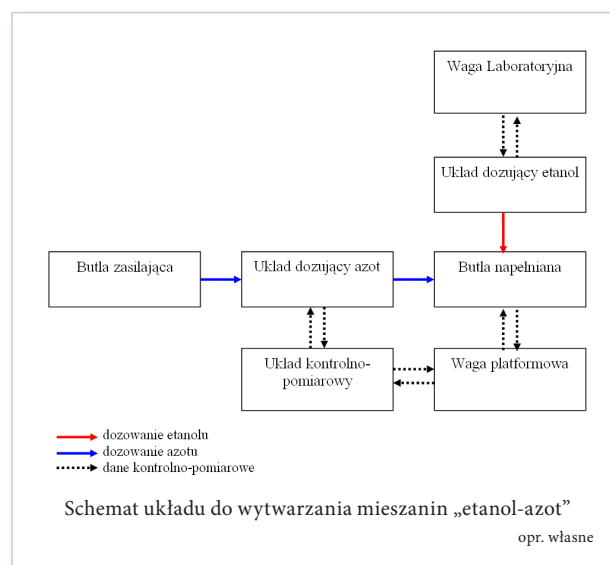 Waga Laboratoryjna
Układ dozujący etanol
Butla zasilająca
Układ dozujący azot
Butla napełniana
Układ kontrolno-
pomiarowy
Waga platformowa
dozowanie etanolu
dozowanie azotu
dane kontrolno-pomiarowe
Schemat układu do wytwarzania mieszanin „etanol-azot”
opr. własne